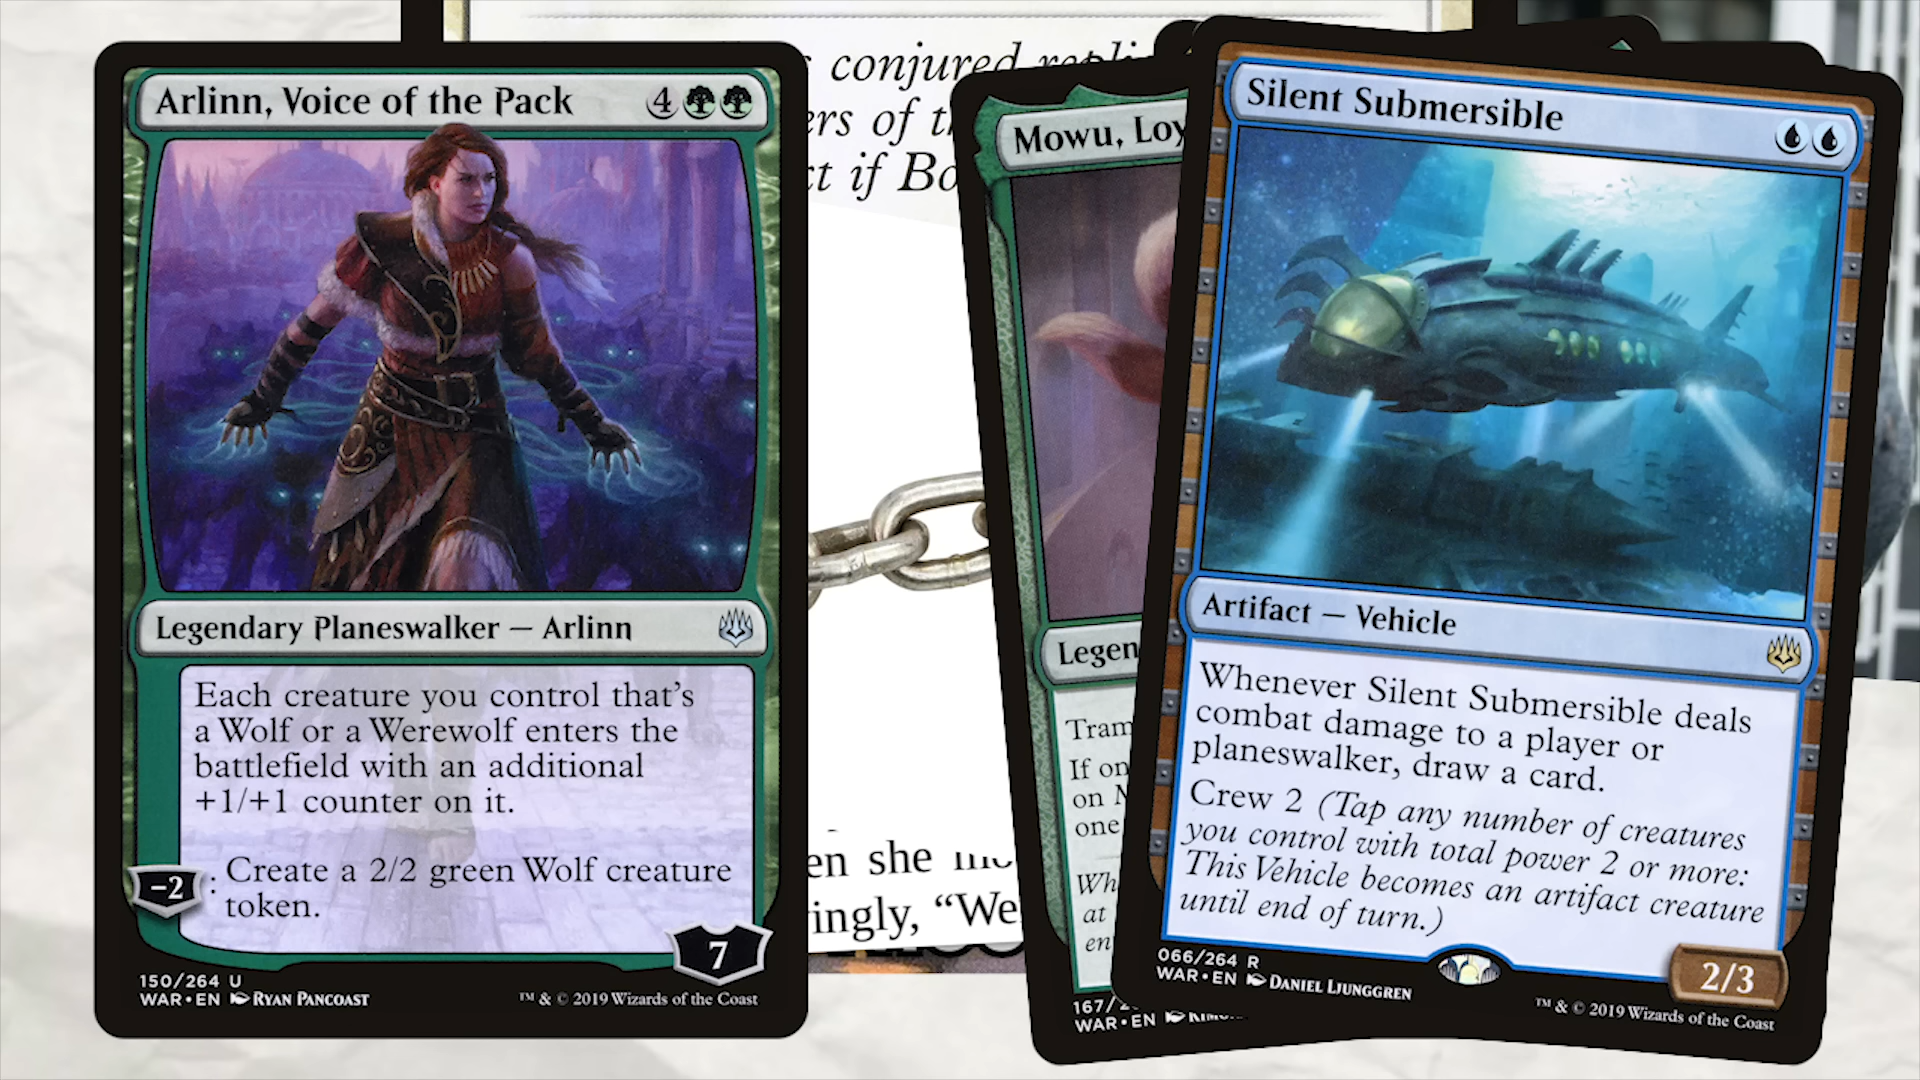 s conjured
ers of
ct if
Arlinn, Voice of the Pack 4
Legendary Planeswalker — Arlinn
Each creature you control that's
a Wolf or a Werewolf enters the
battlefield with an additional
+1/+1 counter on it.
−2 : Create a 2/2 green Wolf creature
token.
7
150/264 U
WAR • EN RYAN PANCOAST
™ & © 2019 Wizards of the Coast
en she
ingly, “We
Mowu, Loy
Legen
Tram
If on
on M
one
Wh
at
en
167/2
WAR • EN
Silent Submersible
Artifact — Vehicle
Whenever Silent Submersible deals
combat damage to a player or
planeswalker, draw a card.
Crew 2 (Tap any number of creatures
you control with total power 2 or more:
This Vehicle becomes an artifact creature
until end of turn.)
2/3
066/264 R
WAR • EN DANIEL LJUNGGREN
™ & © 2019 Wizards of the Coast